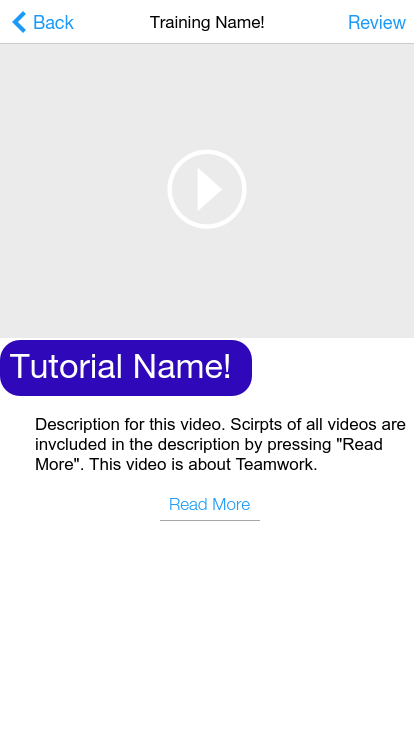 Back Training Name! Review
Tutorial Name!
Description for this video. Scirpts of all videos are
invcluded in the description by pressing "Read
More". This video is about Teamwork.
Read More